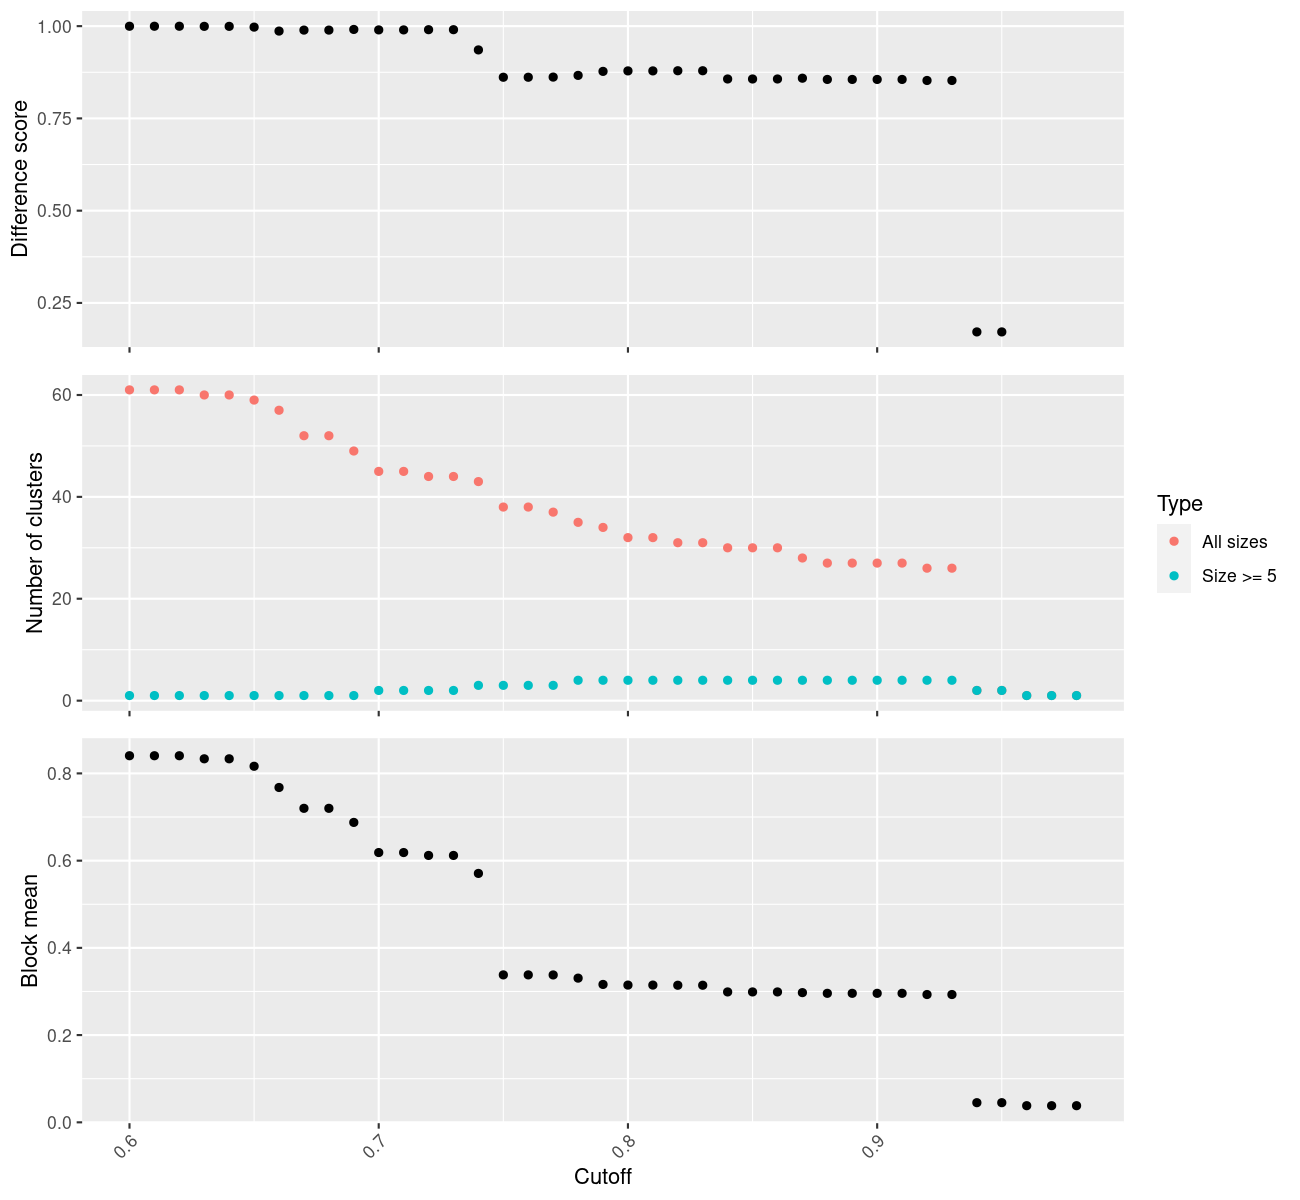 Difference score
1.00
0.75
0.50
0.25
Number of clusters
60
40
20
0
Type
All sizes
Size >= 5
Block mean
0.8
0.6
0.4
0.2
0.0
0.6 0.7 0.8 0.9
Cutoff